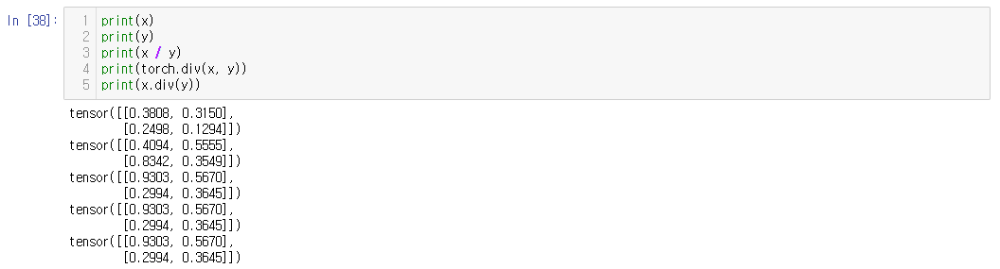 In [38]:
1 print(x)
2 print(y)
3 print(x / y)
4 print(torch.div(x, y))
5 print(x.div(y))
tensor([[0.3808, 0.3150],
        [0.2498, 0.1294]])
tensor([[0.4094, 0.5555],
        [0.8342, 0.3549]])
tensor([[0.9303, 0.5670],
        [0.2994, 0.3645]])
tensor([[0.9303, 0.5670],
        [0.2994, 0.3645]])
tensor([[0.9303, 0.5670],
        [0.2994, 0.3645]])